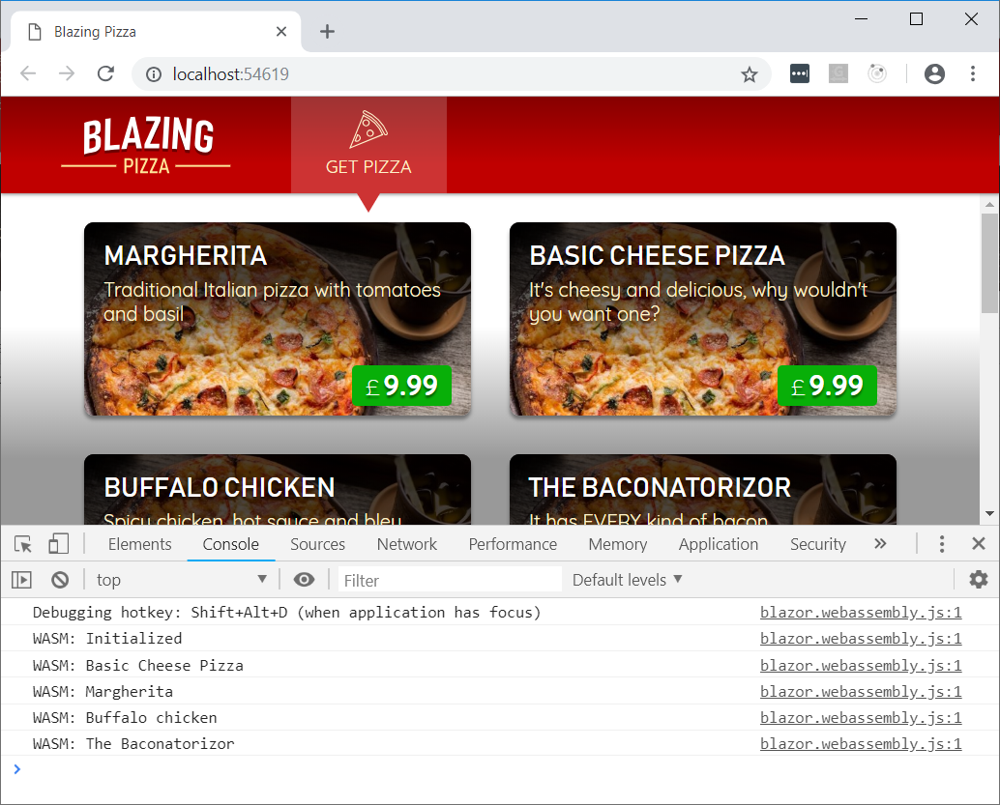 Blazing Pizza
localhost:54619
BLAZING
PIZZA
GET PIZZA
MARGHERITA
Traditional Italian pizza with tomatoes
and basil
£ 9.99
BASIC CHEESE PIZZA
It's cheesy and delicious, why wouldn't
you want one?
£ 9.99
BUFFALO CHICKEN
Spicy chicken, hot sauce and bleu
THE BACONATORIZOR
It has EVERY kind of bacon
Elements Console Sources Network Performance Memory Application Security »
top Filter Default levels
Debugging hotkey: Shift+Alt+D (when application has focus) blazor.webassembly.js:1
WASM: Initialized blazor.webassembly.js:1
WASM: Basic Cheese Pizza blazor.webassembly.js:1
WASM: Margherita blazor.webassembly.js:1
WASM: Buffalo chicken blazor.webassembly.js:1
WASM: The Baconatorizor blazor.webassembly.js:1